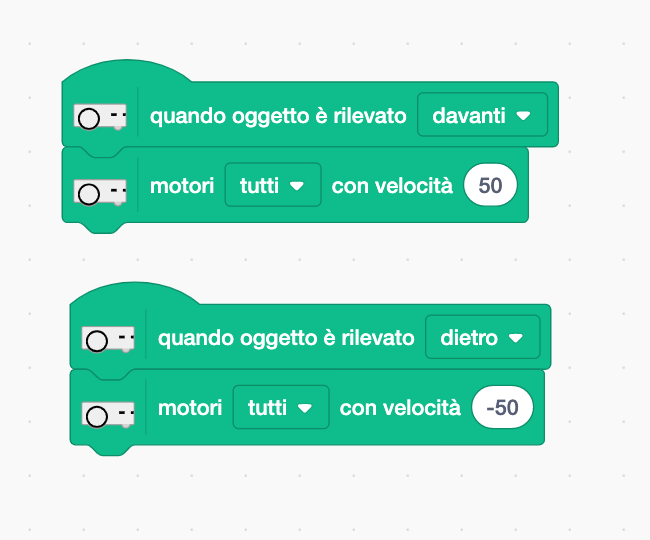 quando oggetto è rilevato davanti
motori tutti con velocità 50
quando oggetto è rilevato dietro
motori tutti con velocità -50